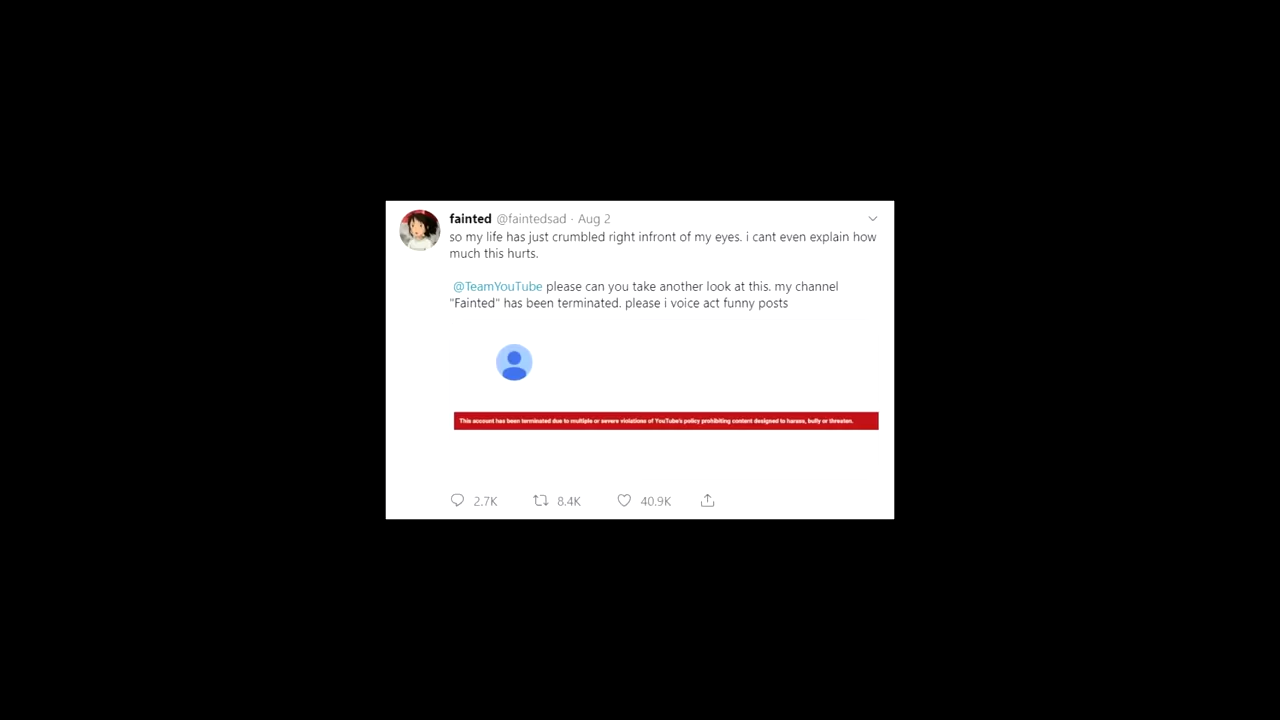 fainted @faintedsad · Aug 2
so my life has just crumbled right infront of my eyes. i cant even explain how
much this hurts.
@TeamYouTube please can you take another look at this. my channel
"Fainted" has been terminated. please i voice act funny posts
This account has been terminated due to multiple or severe violations of YouTube's policy prohibiting content designed to harass, bully or threaten.
2.7K 8.4K 40.9K